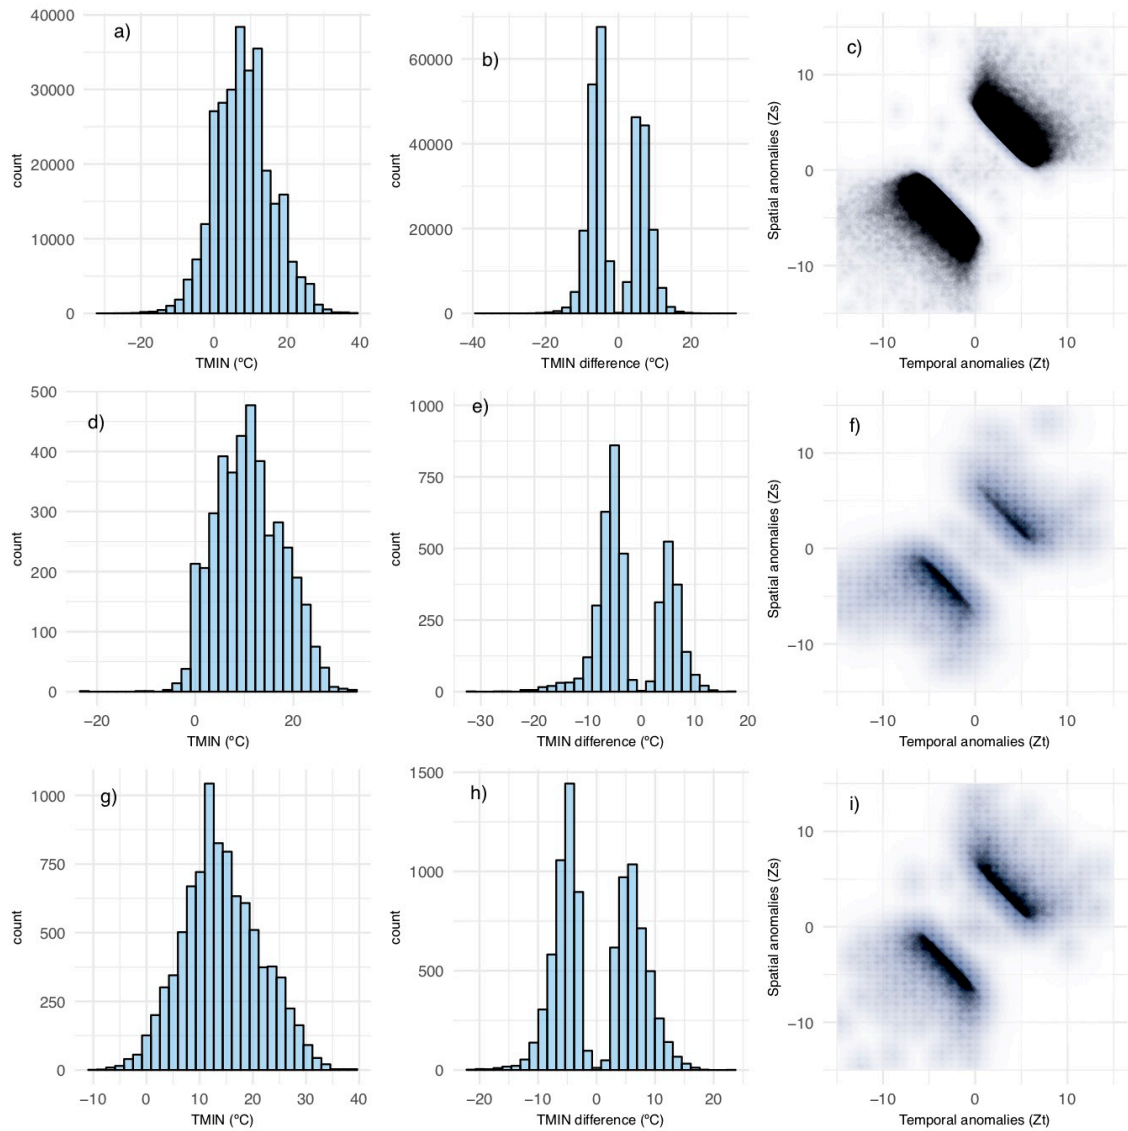 a)
40000
30000
20000
10000
0
count
−20
0
20
40
TMIN (°C)
b)
60000
40000
20000
0
count
−40
−20
0
20
TMIN difference (°C)
c)
10
0
−10
Spatial anomalies (Zs)
−10
0
10
Temporal anomalies (Zt)
d)
500
400
300
200
100
0
count
−20
0
20
TMIN (°C)
e)
1000
750
500
250
0
count
−30
−20
−10
0
10
20
TMIN difference (°C)
f)
10
0
−10
Spatial anomalies (Zs)
−10
0
10
Temporal anomalies (Zt)
g)
1000
750
500
250
0
count
−10
0
10
20
30
40
TMIN (°C)
h)
1500
1000
500
0
count
−20
−10
0
10
20
TMIN difference (°C)
i)
10
0
−10
Spatial anomalies (Zs)
−10
0
10
Temporal anomalies (Zt)